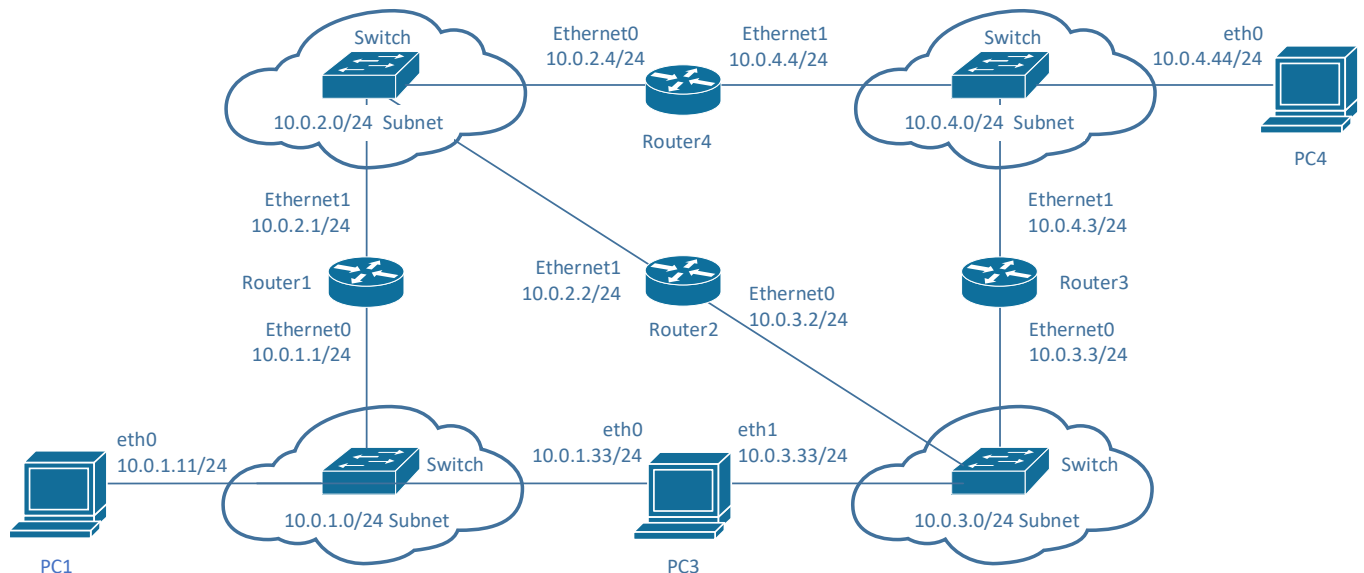 Switch
Ethernet0
10.0.2.4/24
Ethernet1
10.0.4.4/24
Switch
eth0
10.0.4.44/24
10.0.2.0/24 Subnet
Router4
10.0.4.0/24 Subnet
PC4
Ethernet1
10.0.2.1/24
Ethernet1
10.0.4.3/24
Router1
Ethernet1
10.0.2.2/24
Router2
Ethernet0
10.0.3.2/24
Router3
Ethernet0
10.0.1.1/24
Ethernet0
10.0.3.3/24
eth0
10.0.1.11/24
Switch
eth0
10.0.1.33/24
eth1
10.0.3.33/24
Switch
10.0.1.0/24 Subnet
10.0.3.0/24 Subnet
PC1
PC3